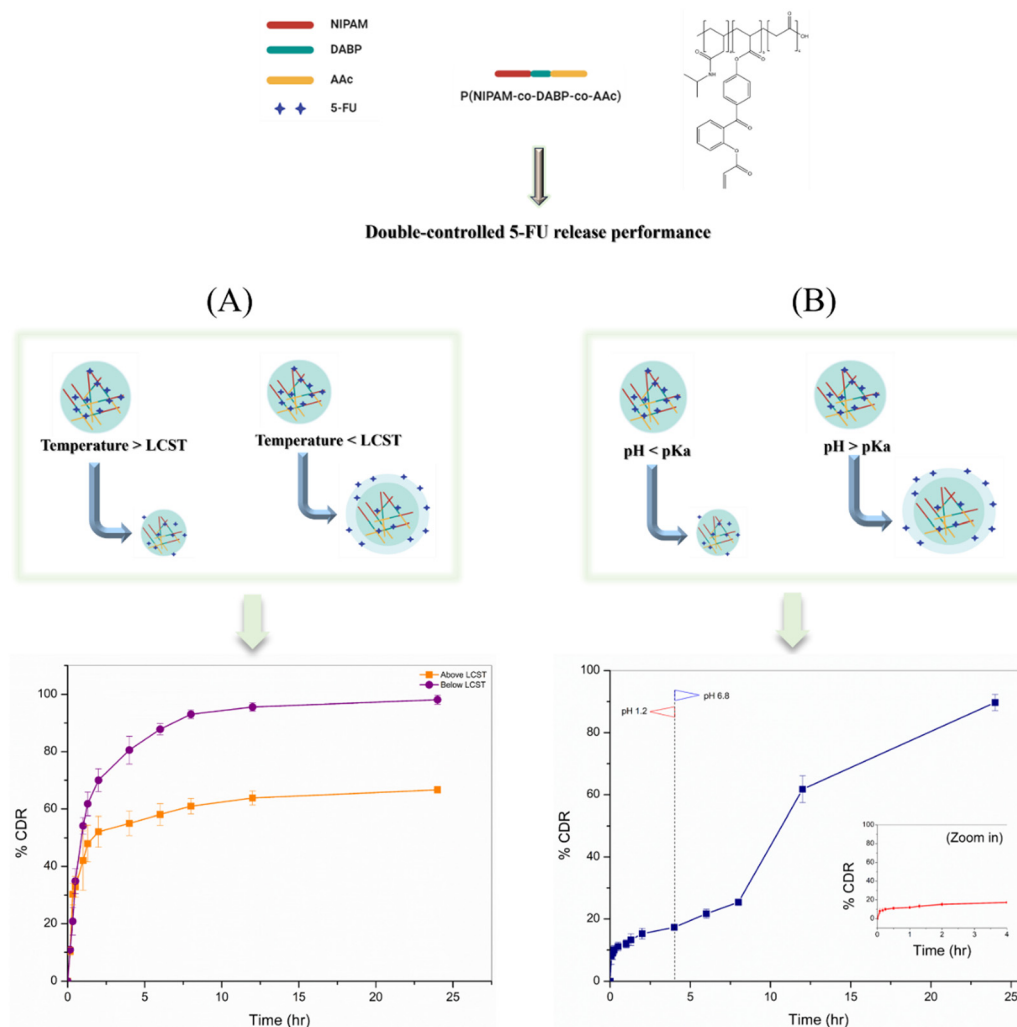 NIPAM
DABP
AAc
5-FU
P(NIPAM-co-DABP-co-AAc)
O
NH
O
O
O
OH
O
O
O
Double-controlled 5-FU release performance
(A)
(B)
Temperature > LCST
Temperature < LCST
pH < pKa
pH > pKa
Above LCST
Below LCST
100
80
60
40
20
0
% CDR
0 5 10 15 20 25
Time (hr)
100
80
60
40
20
0
% CDR
pH 6.8
pH 1.2
(Zoom in)
100
80
60
40
20
0
% CDR
0 1 2 3 4
Time (hr)
0 5 10 15 20 25
Time (hr)